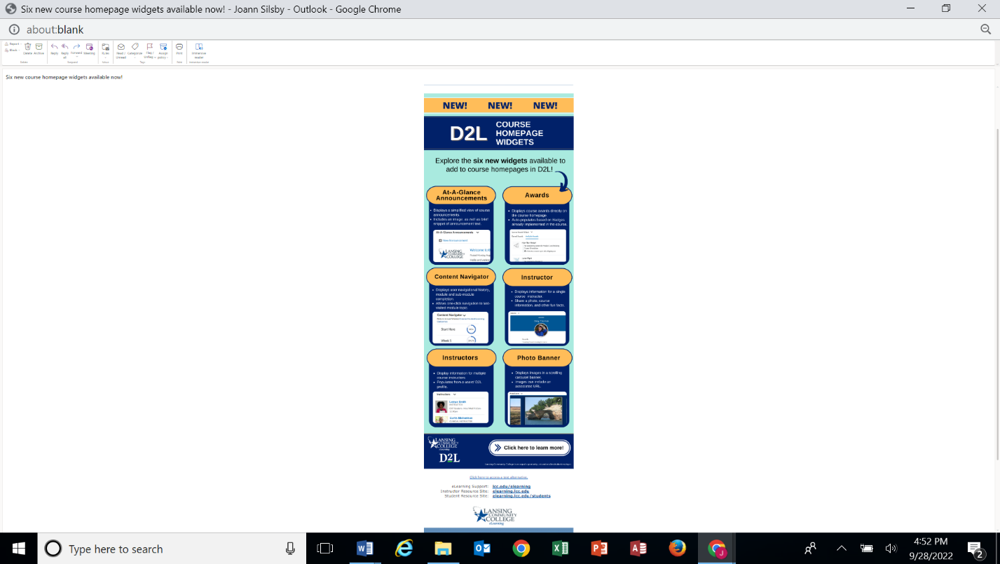 Six new course homepage widgets available now! - Joann Silsby - Outlook - Google Chrome
about:blank
Report
Block
Delete Archive
Reply Reply all Forward Meeting
Rules
Read / Unread Categorize Flag / Unflag Assign policy
Print
Immersive reader
Delete Respond Move Tags Print Immersive reader
Six new course homepage widgets available now!
NEW! NEW! NEW!
D2L
COURSE
HOMEPAGE
WIDGETS
Explore the six new widgets available to
add to course homepages in D2L!
At-A-Glance
Announcements
• Displays a simplified view of course
announcements.
• Includes an image, as well as brief
snippet of announcement text.
At-A-Glance Announcements
New Announcement
LANSING
COMMUNITY
COLLEGE
Welcome to
Awards
• Displays course awards directly on
the course homepage
• Auto-populates based on Badges
already implemented in the course.
Content Navigator
• Displays user navigational history,
module and sub-module
completion.
• Allows one-click navigation to last-
visited module topic.
Content Navigator
Start Here
Week 1
Instructor
• Displays information for a single
course instructor.
• Share a photo, course
information, and other fun facts.
Instructors
• Display information for multiple
course instructors
• Populates from a users' D2L
profile.
Instructors
INSTRUCTOR
Photo Banner
• Displays images in a scrolling
carousel banner.
• Images can include an
associated URL.
LANSING
COMMUNITY
COLLEGE
eLearning
D2L
Click here to learn more!
Click here to access a text alternative.
eLearning Support: lcc.edu/elearning
Instructor Resource Site: elearning.lcc.edu
Student Resource Site: elearning.lcc.edu/students
LANSING
COMMUNITY
COLLEGE
eLearning
Type here to search
4:52 PM
9/28/2022
2